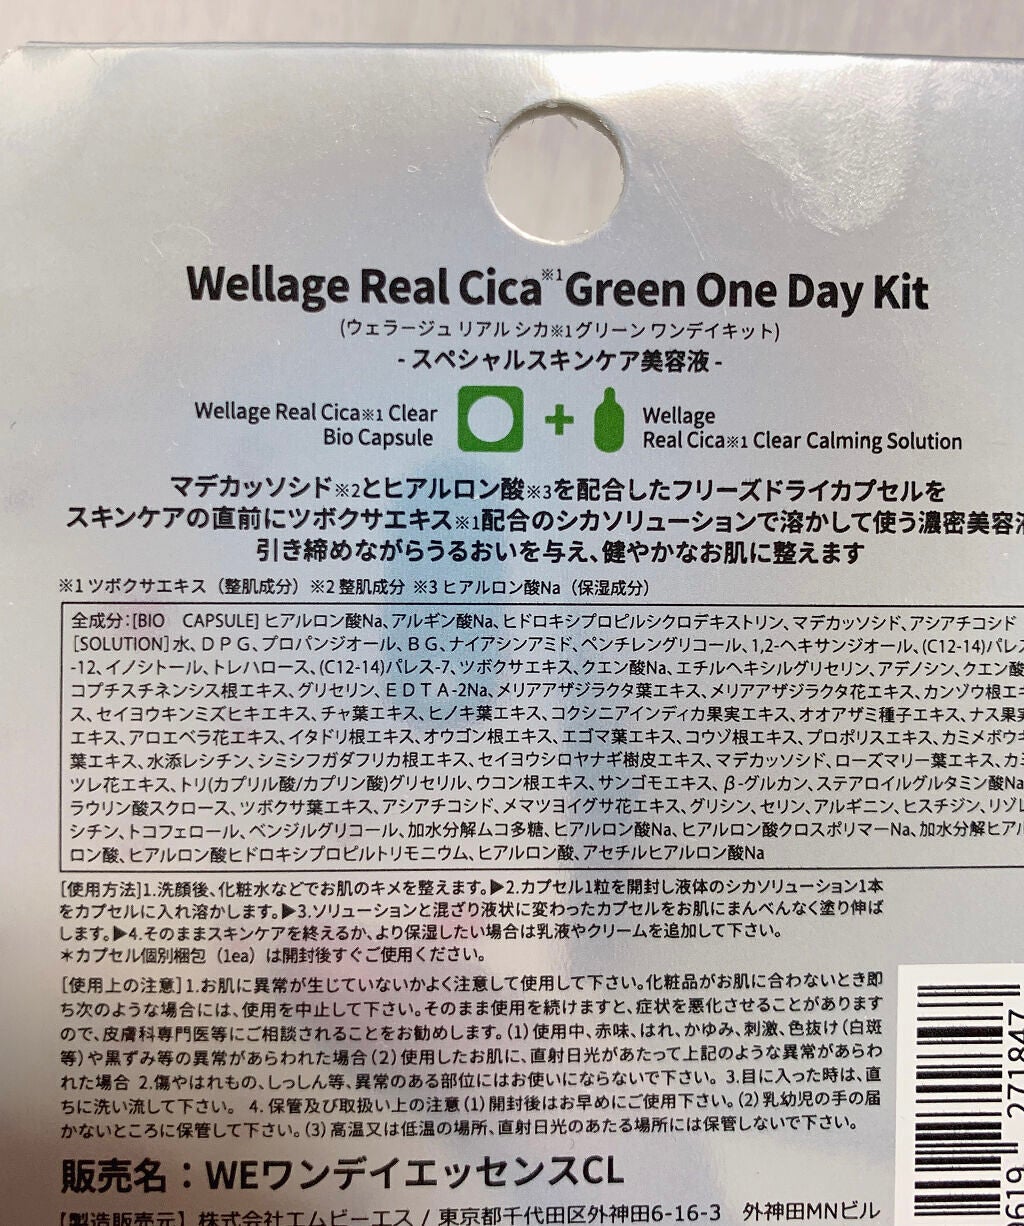 Wellage Real Cica※1Green One Day Kit
(ウェラージュ リアル シカ※1グリーン ワンデイキット)
- スペシャルスキンケア美容液 -
Wellage Real Cica※1 Clear
Bio Capsule
+
Wellage
Real Cica※1 Clear Calming Solution
マデカッソシド※2とヒアルロン酸※3を配合したフリーズドライカプセルを
スキンケアの直前にツボクサエキス※1配合のシカソリューションで溶かして使う濃密美容液
引き締めながらうるおいを与え、健やかなお肌に整えます
※1 ツボクサエキス（整肌成分）※2 整肌成分 ※3 ヒアルロン酸Na（保湿成分）
全成分:[BIO CAPSULE] ヒアルロン酸Na、アルギン酸Na、ヒドロキシプロピルシクロデキストリン、マデカッソシド、アシアチコシド
[SOLUTION] 水、ＤＰＧ、プロパンジオール、ＢＧ、ナイアシンアミド、ペンチレングリコール、1,2-ヘキサンジオール、(C12-14)パレス
-12、イノシトール、トレハロース、(C12-14)パレス-7、ツボクサエキス、クエン酸Na、エチルヘキシルグリセリン、アデノシン、クエン酸
コプチスチネンシス根エキス、グリセリン、ＥＤＴＡ-2Na、メリアアザジラクタ葉エキス、メリアアザジラクタ花エキス、カンゾウ根エキ
ス、セイヨウキンミズヒキエキス、チャ葉エキス、ヒノキ葉エキス、コクシニアインディカ果実エキス、オオアザミ種子エキス、ナス果実
エキス、アロエベラ花エキス、イタドリ根エキス、オウゴン根エキス、エゴマ葉エキス、コウゾ根エキス、プロポリスエキス、カミメボウキ
葉エキス、水添レシチン、シミシフガダフリカ根エキス、セイヨウシロヤナギ樹皮エキス、マデカッソシド、ローズマリー葉エキス、カミ
ツレ花エキス、トリ(カプリル酸/カプリン酸)グリセリル、ウコン根エキス、サンゴモエキス、β-グルカン、ステアロイルグルタミン酸Na
ラウリン酸スクロース、ツボクサ葉エキス、アシアチコシド、メマツヨイグサ花エキス、グリシン、セリン、アルギニン、ヒスチジン、リゾレ
シチン、トコフェロール、ベンジルグリコール、加水分解ムコ多糖、ヒアルロン酸Na、ヒアルロン酸クロスポリマーNa、加水分解ヒアル
ロン酸、ヒアルロン酸ヒドロキシプロピルトリモニウム、ヒアルロン酸、アセチルヒアルロン酸Na
[使用方法]1.洗顔後、化粧水などでお肌のキメを整えます。▶2.カプセル1粒を開封し液体のシカソリューション1本
をカプセルに入れ溶かします。▶3.ソリューションと混ざり液状に変わったカプセルをお肌にまんべんなく塗り伸ば
します。▶4.そのままスキンケアを終えるか、より保湿したい場合は乳液やクリームを追加して下さい。
＊カプセル個別梱包（1ea）は開封後すぐご使用ください。
[使用上の注意]1.お肌に異常が生じていないかよく注意して使用して下さい。化粧品がお肌に合わないとき即
ち次のような場合には、使用を中止して下さい。そのまま使用を続けますと、症状を悪化させることがあります
ので、皮膚科専門医等にご相談されることをお勧めします。(1)使用中、赤味、はれ、かゆみ、刺激、色抜け(白斑
等)や黒ずみ等の異常があらわれた場合(2)使用したお肌に、直射日光があたって上記のような異常があらわ
れた場合 2.傷やはれもの、しっしん等、異常のある部位にはお使いにならないで下さい。 3.目に入った時は、直
ちに洗い流して下さい。 4.保管及び取扱い上の注意(1)開封後はお早めにご使用下さい。(2)乳幼児の手の届
かないところに保管して下さい。(3)高温又は低温の場所、直射日光のあたる場所には保管しないで下さい。
販売名：WEワンデイエッセンスCL
【製造販売元】株式会社エムビーエス / 東京都千代田区外神田6-16-3 外神田MNビル
619 271847